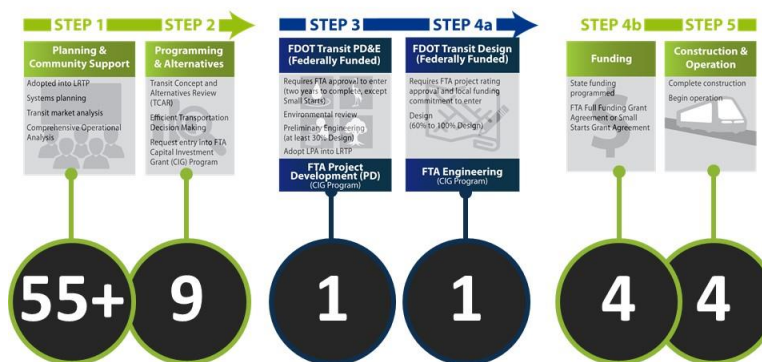 STEP 1
STEP 2
STEP 3
STEP 4a
STEP 4b
STEP 5
Planning &
Community Support
Adopted into LRTP
Systems planning
Transit market analysis
Comprehensive Operational
Analysis
Programming
& Alternatives
Transit Concept and
Alternatives Review
(TCAR)
Efficient Transportation
Decision Making
Request entry into FTA
Capital Investment
Grant (CIG) Program
FDOT Transit PD&E
(Federally Funded)
Requires FTA approval to enter
(two years to complete, except
Small Starts)
Environmental review
Preliminary Engineering
(at least 30% Design)
Adopt LPA into LRTP
FTA Project
Development (PD)
(CIG Program)
FDOT Transit Design
(Federally Funded)
Requires FTA project rating
approval and local funding
commitment to enter
Design
(60% to 100% Design)
FTA Engineering
(CIG Program)
Funding
State funding
programmed
FTA Full Funding Grant
Agreement or Small
Starts Grant Agreement
Construction &
Operation
Complete construction
Begin operation
55+
9
1
1
4
4